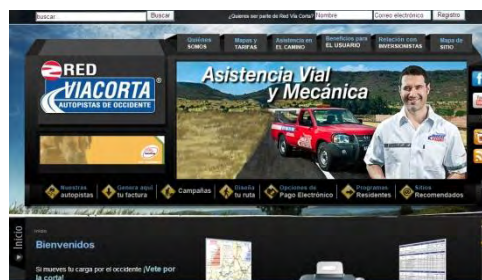 buscar
Buscar
¿Quieres ser parte de Red Vía Corta?
Nombre
Correo electrónico
Registro
Quiénes SOMOS
Mapas y TARIFAS
Asistencia en EL CAMINO
Beneficios para EL USUARIO
Relación con INVERSIONISTAS
Mapa de SITIO
RED
VIACORTA
AUTOPISTAS DE OCCIDENTE
Asistencia Vial
y Mecánica
Nuestras autopistas
Genera aquí tu factura
Campañas
Diseña tu ruta
Opciones de Pago Electrónico
Programas Residentes
Sitios Recomendados
Inicio
Bienvenidos
Si mueves tu carga por el occidente ¡Vete por
la corta!